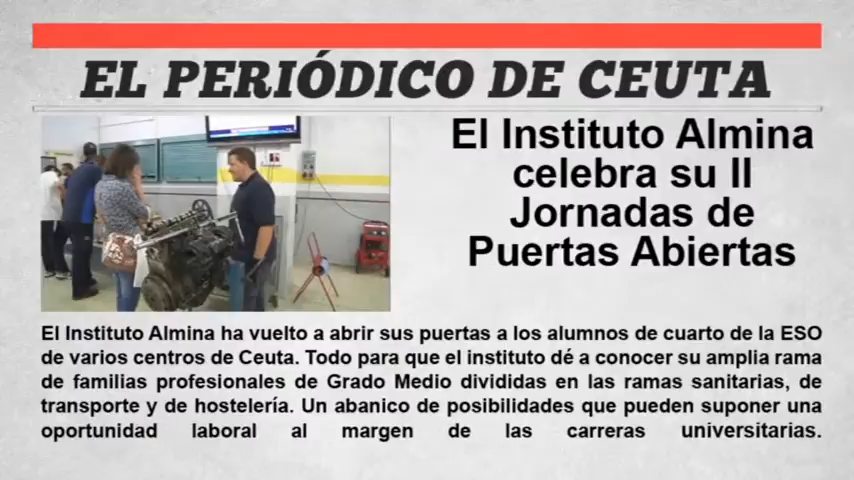 EL PERIÓDICO DE CEUTA
El Instituto Almina
celebra su II
Jornadas de
Puertas Abiertas
El Instituto Almina ha vuelto a abrir sus puertas a los alumnos de cuarto de la ESO
de varios centros de Ceuta. Todo para que el instituto dé a conocer su amplia rama
de familias profesionales de Grado Medio divididas en las ramas sanitarias, de
transporte y de hostelería. Un abanico de posibilidades que pueden suponer una
oportunidad laboral al margen de las carreras universitarias.